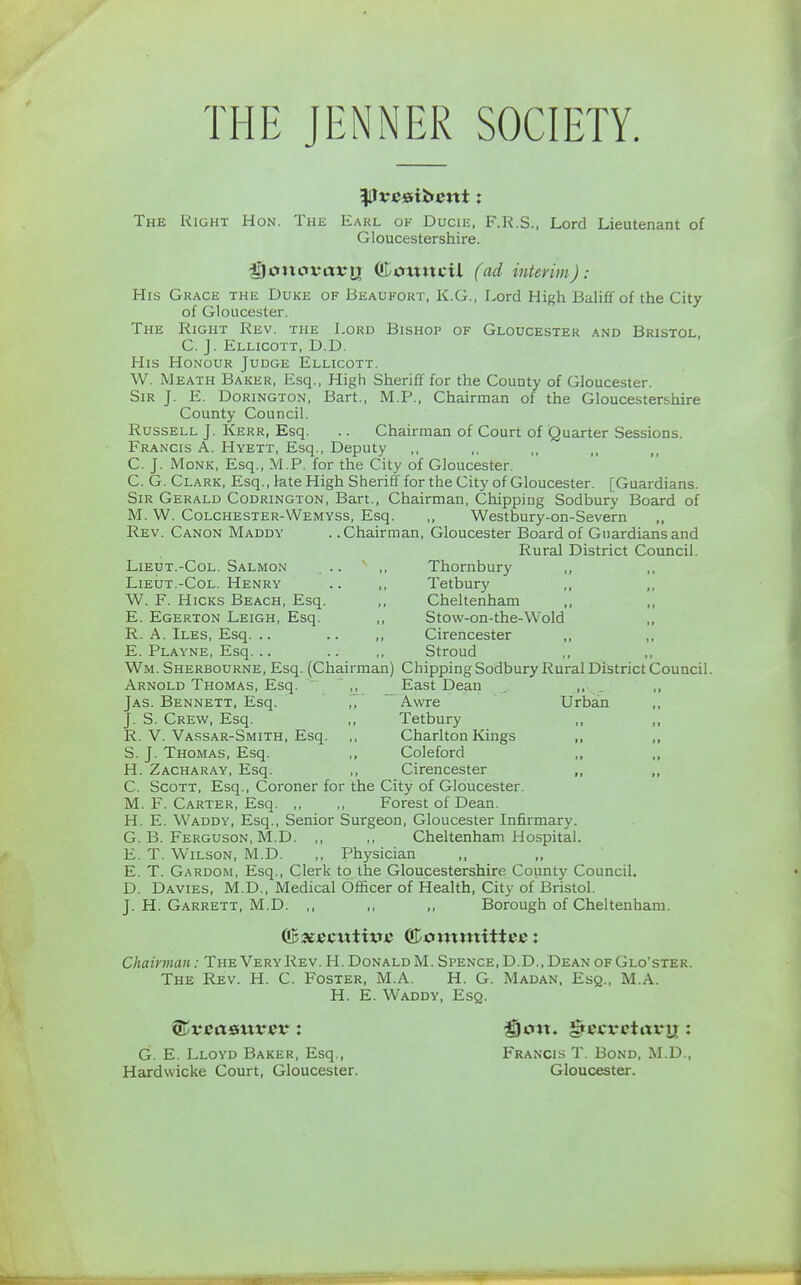 THE JENNER SOCIETY.
President :
THE RIGHT HON. THE EARL OF DUCIE, F.R.S., Lord Lieutenant of
Gloucestershire.
Honorary Council (ad interim) :
HIS GRACE THE DUKE OF BEAUFORT, K.G., Lord High Baliff of the City
of Gloucester.
THE RIGHT REV. THE LORD BISHOP OF GLOUCESTER AND BRISTOL,
C. J. ELLICOTT, D.D.
HIS HONOUR JUDGE ELLICOTT.
W. MEATH BAKER, Esq., High Sheriff for the County of Gloucester.
SIR J. E. DORINGTON, Bart., M.P., Chairman of the Gloucestershire
County Council.
RUSSELL J. KERR, Esq. .. Chairman of Court of Quarter Sessions.
FRANCIS A. HYETT, Esq., Deputy ,, ,, ,, ,, ,,
C. J. MONK, Esq., M.P. for the City of Gloucester.
C. G. CLARK, Esq., late High Sheriff for the City of Gloucester. [Guardians.
SIR GERALD CODRINGTON, Bart., Chairman, Chipping Sodbury Board of
M. W. COLCHESTER-WEMYSS, Esq. ,, Westbury-on-Severn ,,
REV. CANON MADDY .. Chairman, Gloucester Board of Guardians and
Rural District Council.
LIEUT.-COL. SALMON .. ,, Thornbury ,, ,,
LIEUT.-COL. HENRY .. ,, Tetbury ,, ,,
W. F. HICKS BEACH, Esq. ,, Cheltenham ,, ,,
E. EGERTON LEIGH, Esq. ,, Stow-on-the-Wold ,,
R. A. ILES, Esq. .. .. ,, Cirencester ,, ,,
E. PLAYNE, Esq. .. .. ,, Stroud ,, ,,
WM. SHERBOURNE, Esq. (Chairman) Chipping Sodbury Rural District Council.
ARNOLD THOMAS, Esq. ,, East Dean ,, ,,
JAS. BENNETT, Esq. ,, Awre Urban ,,
J. S. CREW, Esq. ,, Tetbury ,, ,,
R. V. VASSAR-SMITH, Esq. ,, Charlton Kings ,, ,,
S. J. THOMAS, Esq. ,, Coleford ,, ,,
H. ZACHARAY, Esq. ,, Cirencester ,, ,,
C. SCOTT, Esq., Coroner for the City of Gloucester.
M. F. CARTER, Esq. ,, ,, Forest of Dean.
H. E. WADDY, Esq., Senior Surgeon, Gloucester Infirmary.
G. B. FERGUSON, M.D. ,, ,, Cheltenham Hospital.
E. T. WILSON, M.D. ,, Physician ,, ,,
E. T. GARDOM, Esq., Clerk to the Gloucestershire County Council.
D. DAVIES, M.D., Medical Officer of Health, City of Bristol.
J. H. GARRETT, M.D. ,, ,, ,, Borough of Cheltenham.
Executive Committee :
Chairman : THE VERY REV. H. DONALD M. SPENCE, D.D., DEAN OF GLO'STER.
THE REV. H. C. FOSTER, M.A. H. G. MADAN, ESQ., M.A.
H. E. WADDY, ESQ.
Treasurer : Hon. Secretary :
G. E. LLOYD BAKER, Esq., FRANCIS T. BOND, M.D.,
Hardwicke Court, Gloucester. Gloucester.